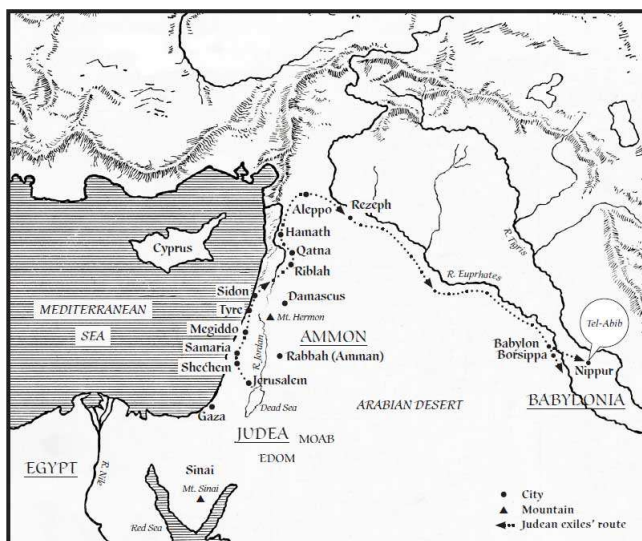 Aleppo
Rezeph
Hamath
R. Tigris
Cyprus
Qatna
Riblah
R. Euphrates
Sidon
Damascus
MEDITERRANEAN
SEA
Tyre
Mt. Hermon
Tel-Abib
Megiddo
AMMON
Samaria
Babylon
Shechem
R. Jordan
Rabbah (Amman)
Borsippa
Nippur
Jerusalem
BABYLONIA
Gaza
Dead Sea
ARABIAN DESERT
JUDEA
MOAB
EDOM
EGYPT
R. Nile
Sinai
Mt. Sinai
Red Sea
City
Mountain
Judean exiles' route